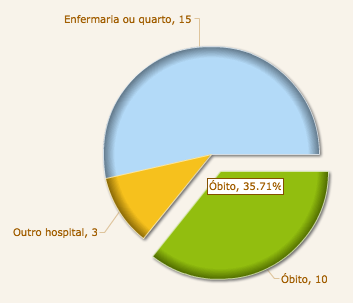 Enfermaria ou quarto, 15
Óbito, 35.71%
Outro hospital, 3
Óbito, 10